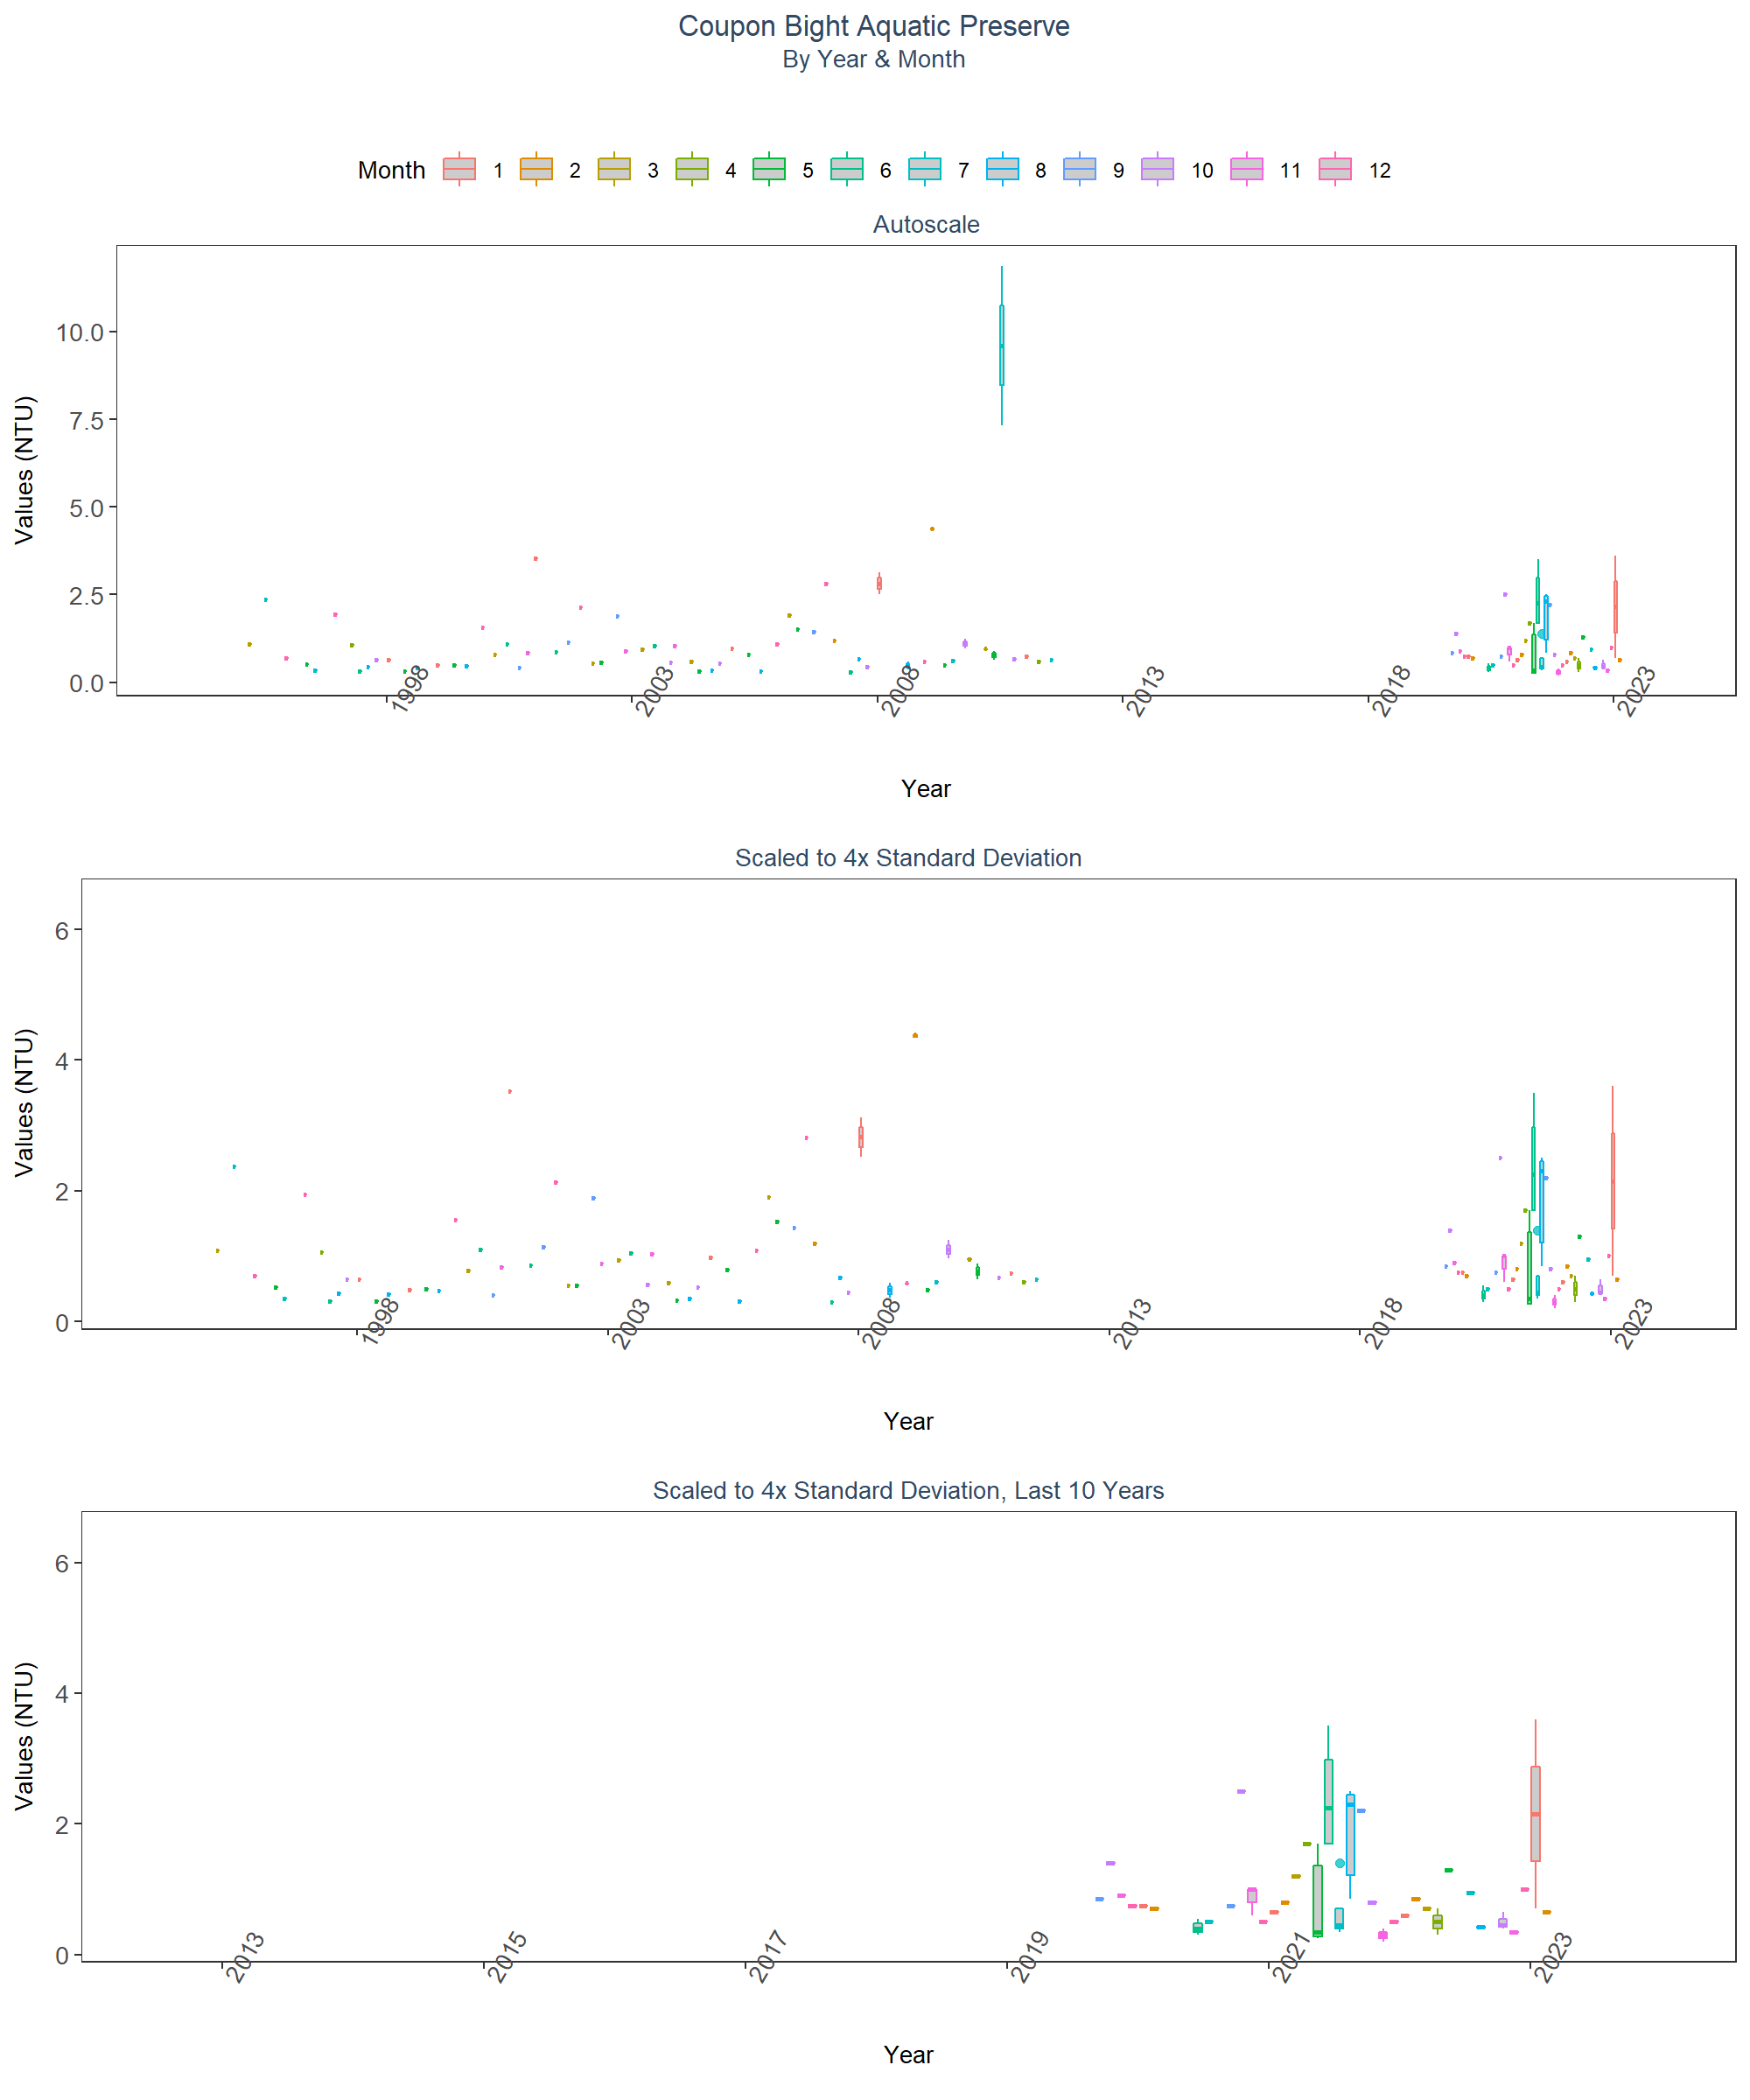 Coupon Bight Aquatic Preserve
By Year & Month
Month 1 2 3 4 5 6 7 8 9 10 11 12
Autoscale
Values (NTU)
10.0
7.5
5.0
2.5
0.0
1998 2003 2008 2013 2018 2023
Year
Scaled to 4x Standard Deviation
Values (NTU)
6
4
2
0
1998 2003 2008 2013 2018 2023
Year
Scaled to 4x Standard Deviation, Last 10 Years
Values (NTU)
6
4
2
0
2013 2015 2017 2019 2021 2023
Year